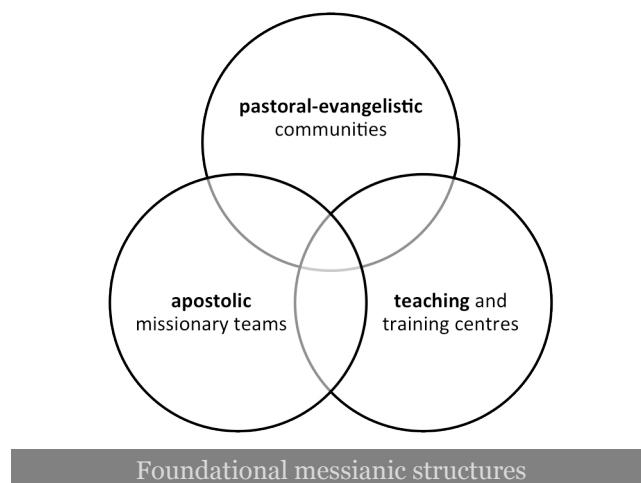 pastoral-evangelistic
communities
apostolic
missionary teams
teaching and
training centres
Foundational messianic structures